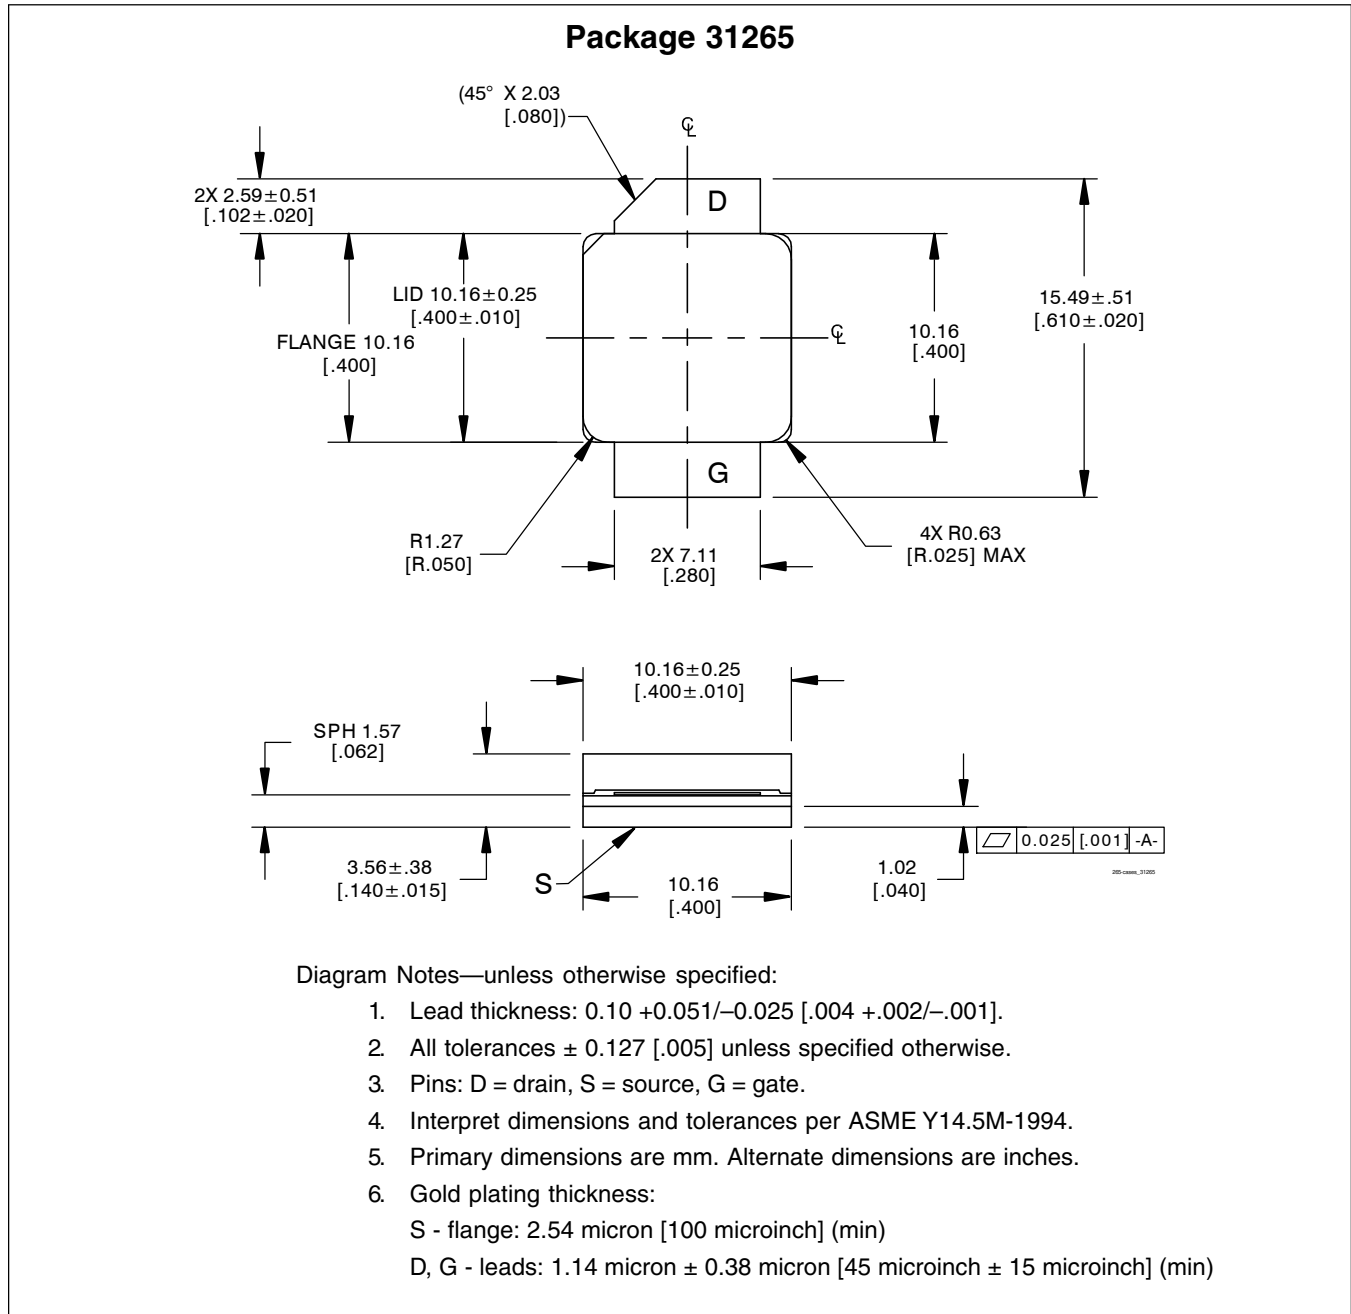 Package 31265
(45° X 2.03
[.080])
℄
2X 2.59±0.51
[.102±.020]
D
LID 10.16±0.25
[.400±.010]
FLANGE 10.16
[.400]
℄
10.16
[.400]
15.49±.51
[.610±.020]
G
R1.27
[R.050]
2X 7.11
[.280]
4X R0.63
[R.025] MAX
10.16±0.25
[.400±.010]
SPH 1.57
[.062]
3.56±.38
[.140±.015]
S
10.16
[.400]
1.02
[.040]
⏥ 0.025 [.001] -A-
265-cases_31265
Diagram Notes—unless otherwise specified:
1. Lead thickness: 0.10 +0.051/–0.025 [.004 +.002/–.001].
2. All tolerances ± 0.127 [.005] unless specified otherwise.
3. Pins: D = drain, S = source, G = gate.
4. Interpret dimensions and tolerances per ASME Y14.5M-1994.
5. Primary dimensions are mm. Alternate dimensions are inches.
6. Gold plating thickness:
S - flange: 2.54 micron [100 microinch] (min)
D, G - leads: 1.14 micron ± 0.38 micron [45 microinch ± 15 microinch] (min)